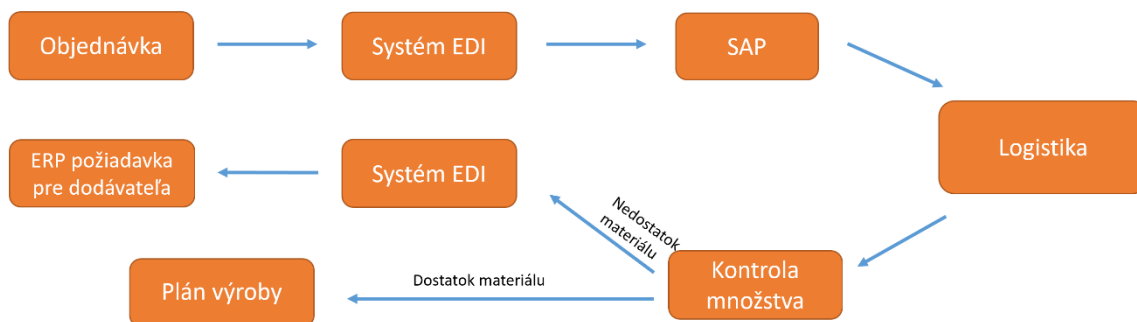 Objednávka
Systém EDI
SAP
Logistika
ERP požiadavka
pre dodávateľa
Systém EDI
Nedostatok
materiálu
Kontrola
množstva
Dostatok materiálu
Plán výroby